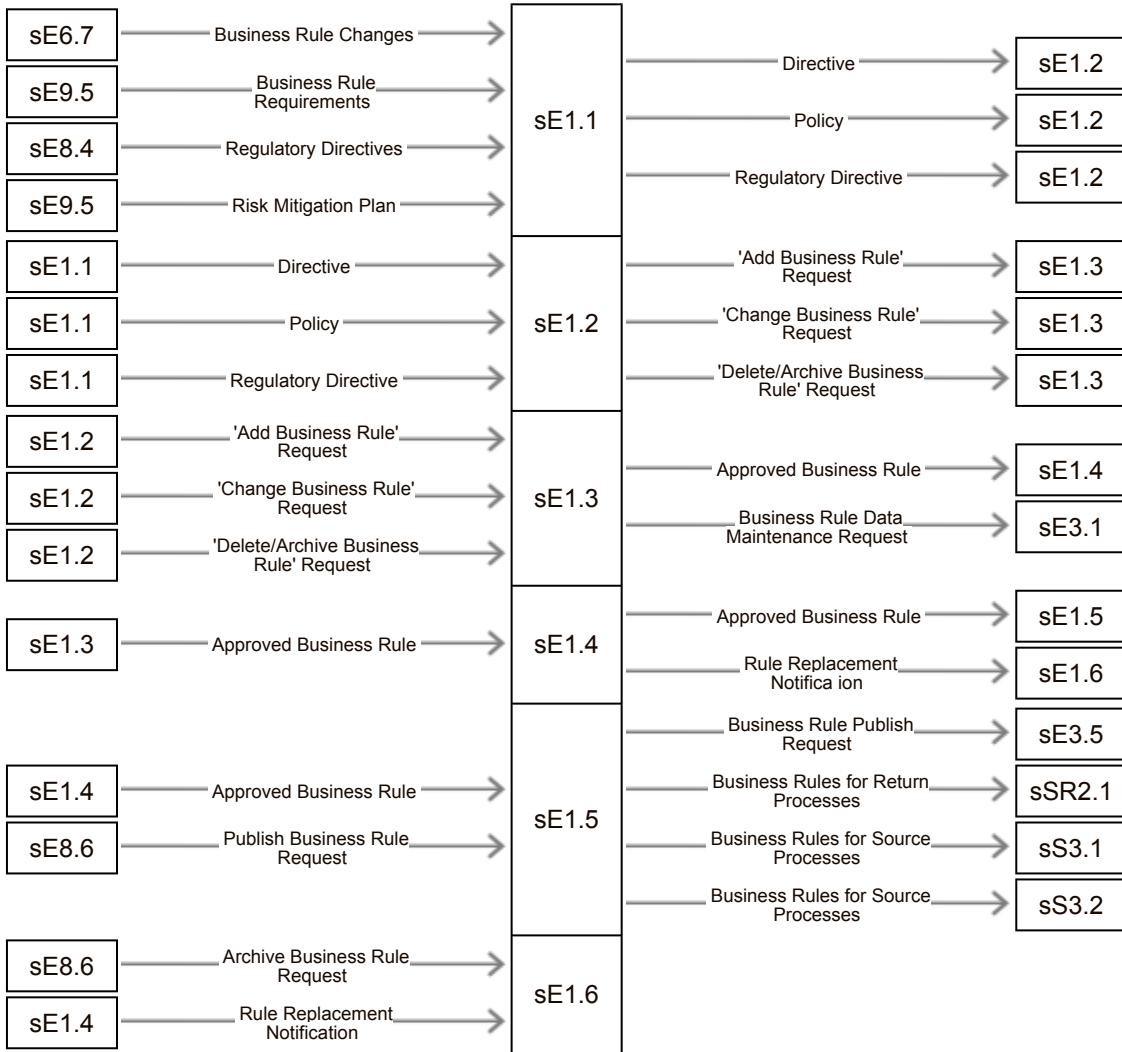 sE6.7
Business Rule Changes
sE9.5
Business Rule
Requirements
sE8.4
Regulatory Directives
sE9.5
Risk Mitigation Plan
sE1.1
Directive
sE1.2
Policy
sE1.2
Regulatory Directive
sE1.2
sE1.1
Directive
sE1.1
Policy
sE1.1
Regulatory Directive
sE1.2
'Add Business Rule'
Request
sE1.3
'Change Business Rule'
Request
sE1.3
'Delete/Archive Business
Rule' Request
sE1.3
sE1.2
'Add Business Rule'
Request
sE1.2
'Change Business Rule'
Request
sE1.2
'Delete/Archive Business
Rule' Request
sE1.3
Approved Business Rule
sE1.4
Business Rule Data
Maintenance Request
sE3.1
sE1.3
Approved Business Rule
sE1.4
Approved Business Rule
sE1.5
Rule Replacement
Notifica ion
sE1.6
sE1.4
Approved Business Rule
sE8.6
Publish Business Rule
Request
sE1.5
Business Rule Publish
Request
sE3.5
Business Rules for Return
Processes
sSR2.1
Business Rules for Source
Processes
sS3.1
Business Rules for Source
Processes
sS3.2
sE8.6
Archive Business Rule
Request
sE1.4
Rule Replacement
Notification
sE1.6